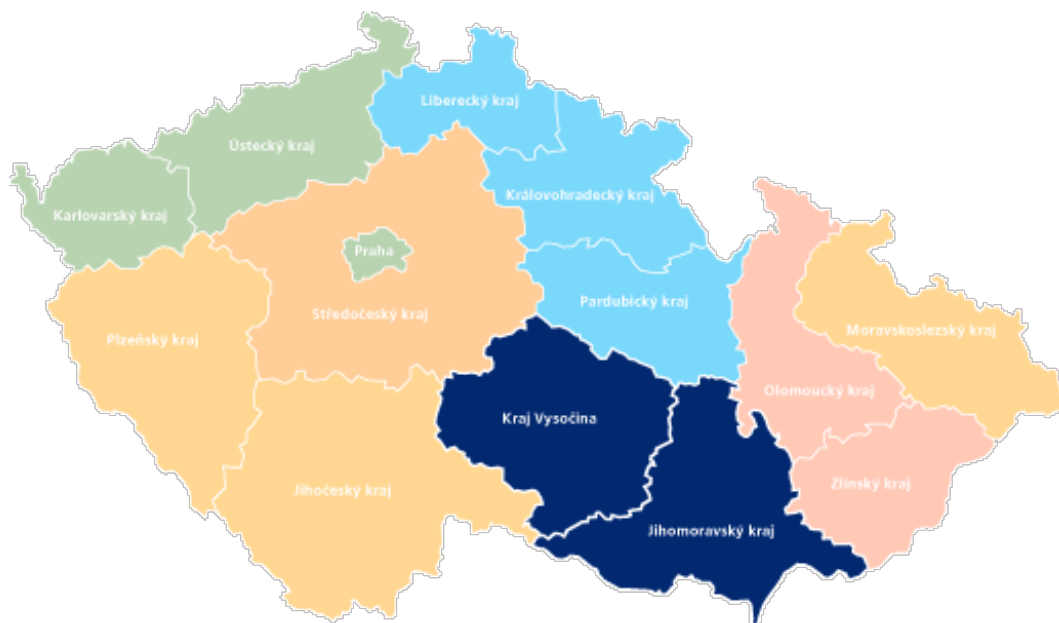 Liberecký kraj
Ústecký kraj
Královohradecký kraj
Karlovarský kraj
Praha
Pardubický kraj
Středočeský kraj
Moravskoslezský kraj
Plzeňský kraj
Olomoucký kraj
Kraj Vysočina
Zlínský kraj
Jihočeský kraj
Jihomoravský kraj